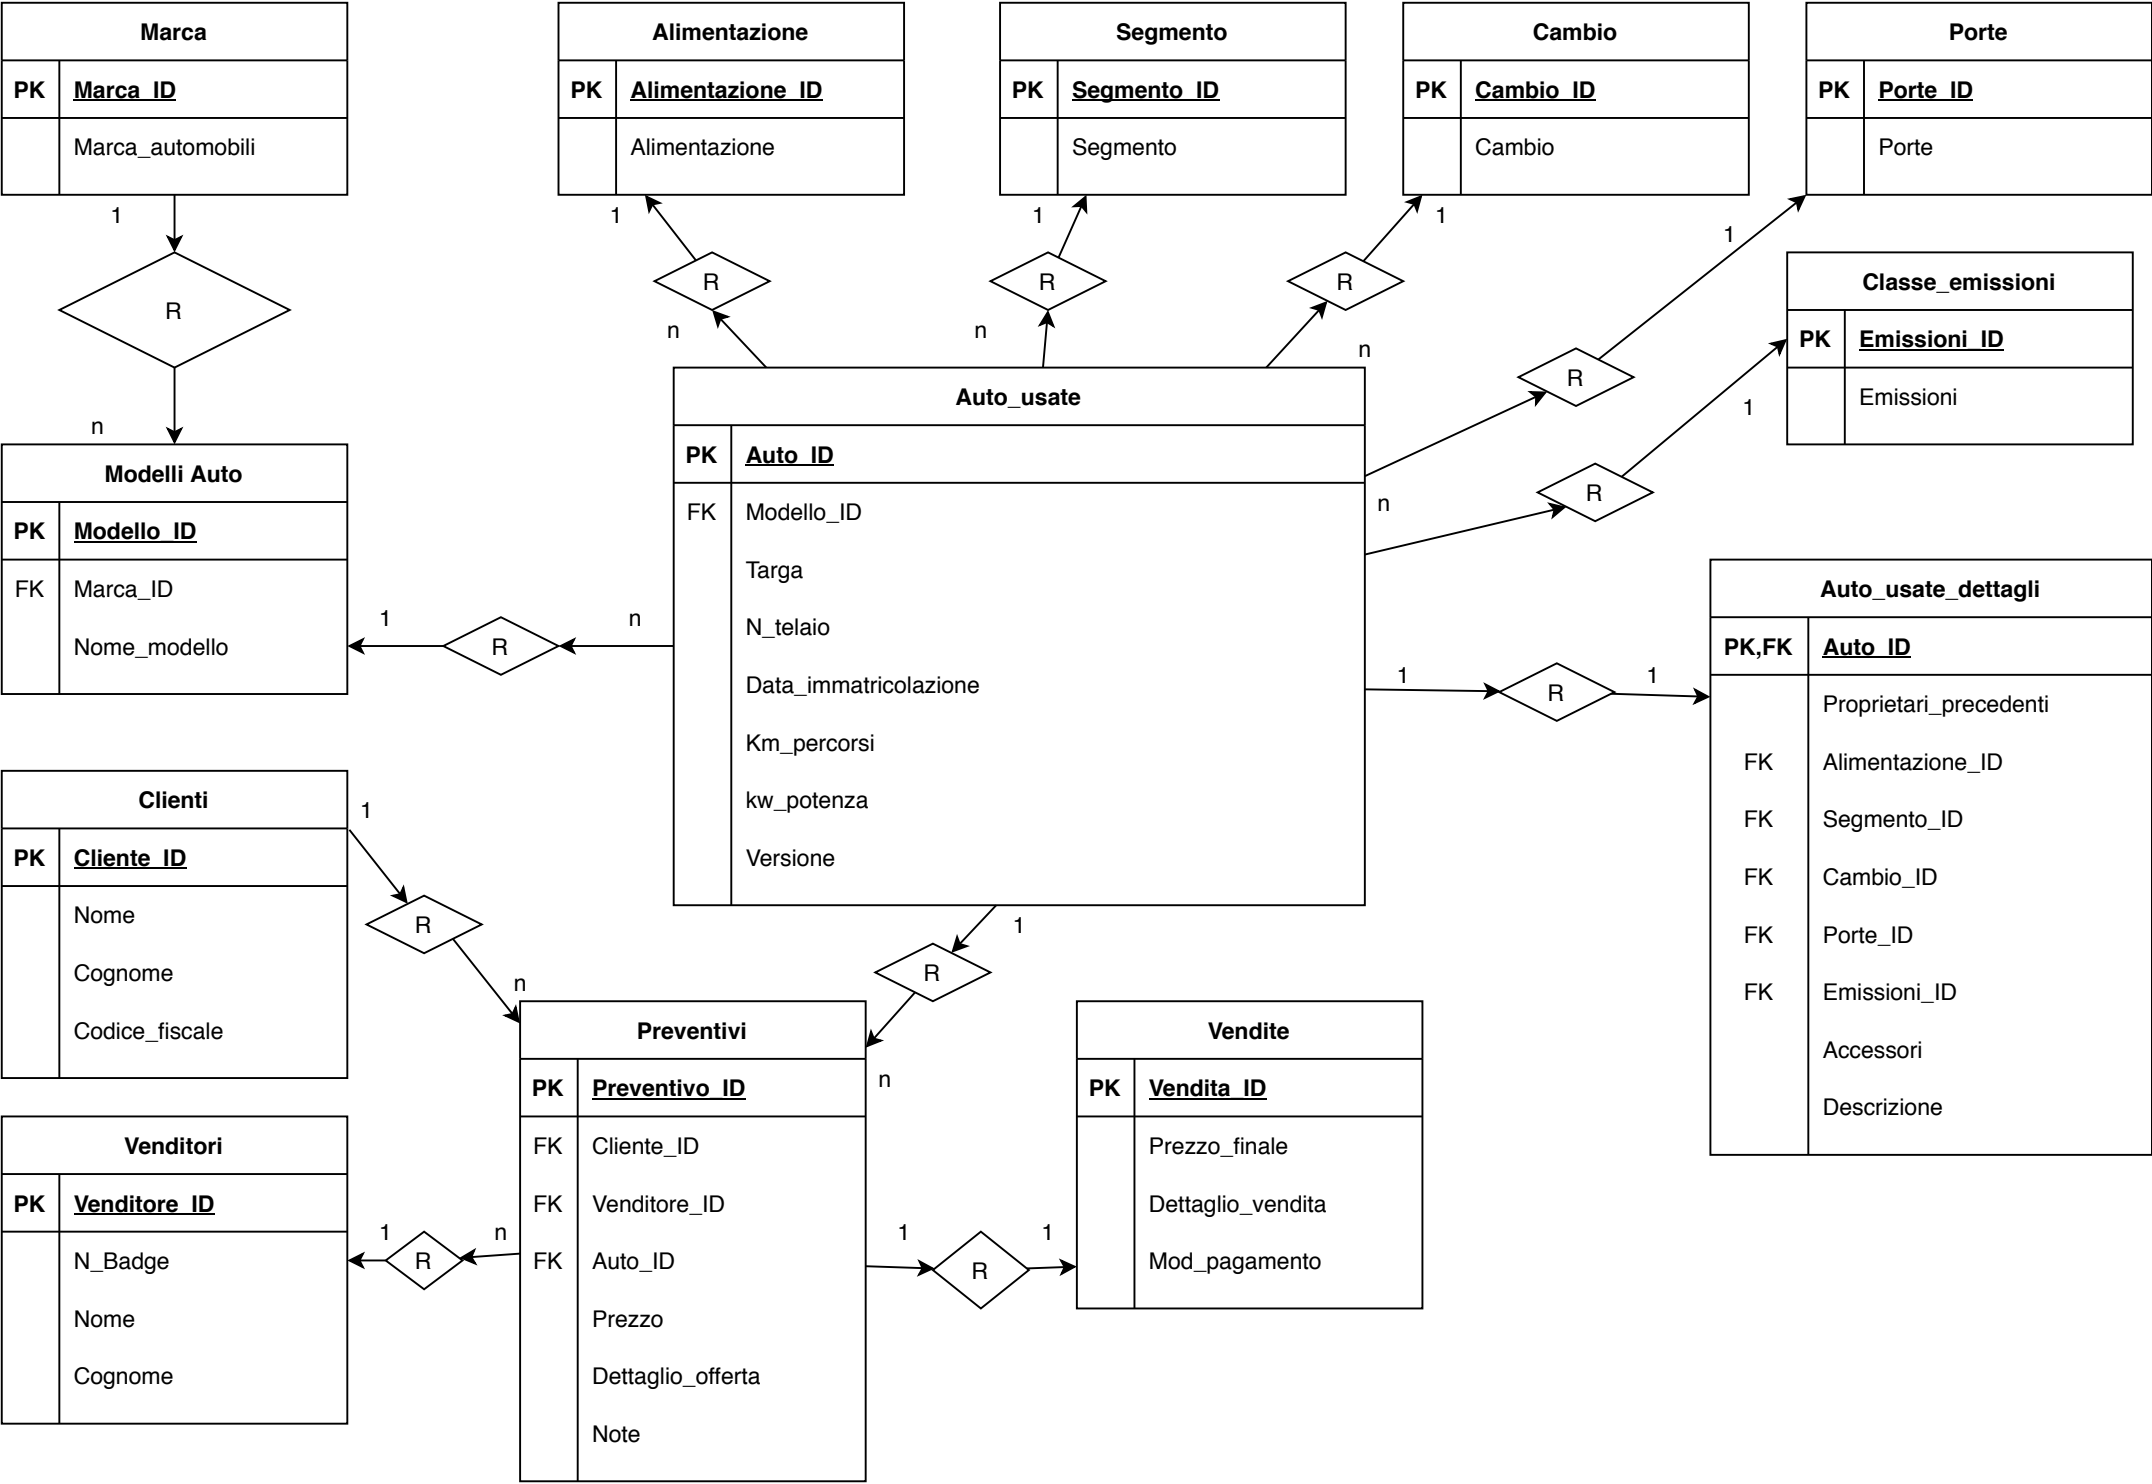 Marca
PK Marca_ID
Marca_automobili
Alimentazione
PK Alimentazione_ID
Alimentazione
Segmento
PK Segmento_ID
Segmento
Cambio
PK Cambio_ID
Cambio
Porte
PK Porte_ID
Porte
1
R
n
1
R
n
1
R
n
1
R
n
1
R
Classe_emissioni
PK Emissioni_ID
Emissioni
1
R
n
Modelli Auto
PK Modello_ID
FK Marca_ID
Nome_modello
1
R
n
Auto_usate
PK Auto_ID
FK Modello_ID
Targa
N_telaio
Data_immatricolazione
Km_percorsi
kw_potenza
Versione
1
R
1
Auto_usate_dettagli
PK,FK Auto_ID
Proprietari_precedenti
FK Alimentazione_ID
FK Segmento_ID
FK Cambio_ID
FK Porte_ID
FK Emissioni_ID
Accessori
Descrizione
Clienti
PK Cliente_ID
Nome
Cognome
Codice_fiscale
1
R
n
1
R
n
Venditori
PK Venditore_ID
N_Badge
Nome
Cognome
1
R
n
Preventivi
PK Preventivo_ID
FK Cliente_ID
FK Venditore_ID
FK Auto_ID
Prezzo
Dettaglio_offerta
Note
1
R
1
Vendite
PK Vendita_ID
Prezzo_finale
Dettaglio_vendita
Mod_pagamento